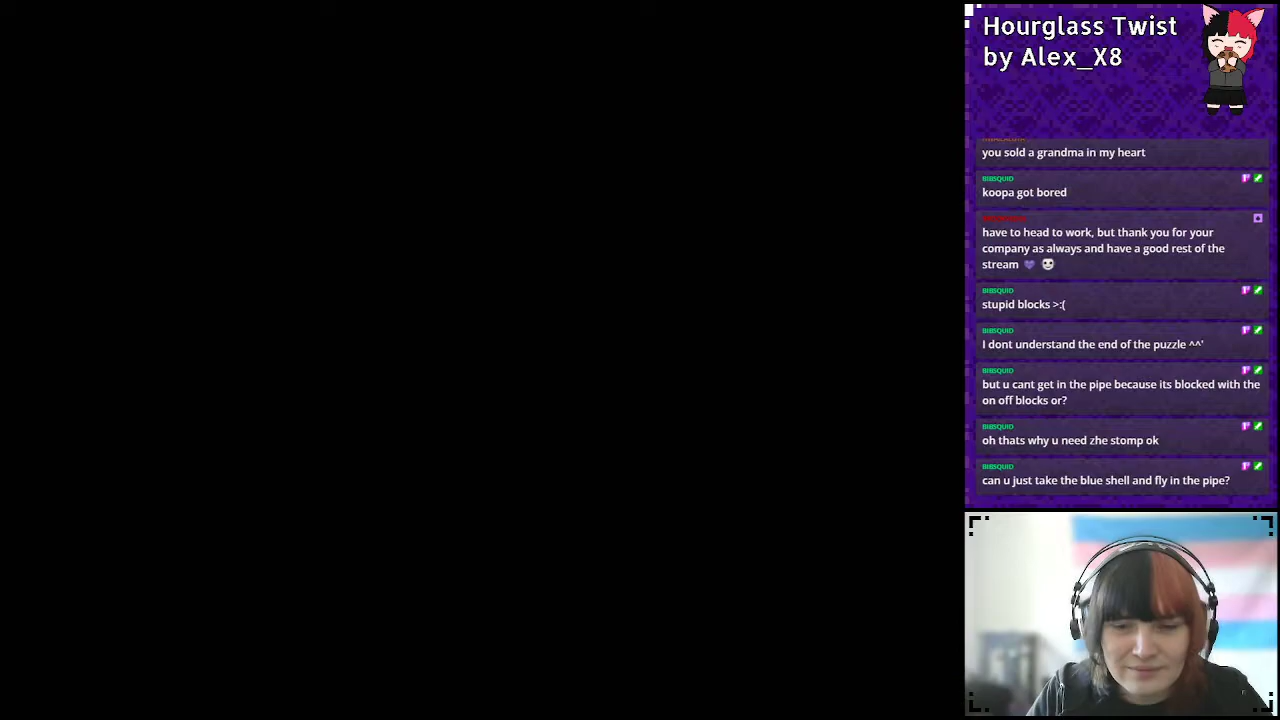 Hourglass Twist
by Alex_X8
you sold a grandma in my heart
BIBSQUID
koopa got bored
have to head to work, but thank you for your
company as always and have a good rest of the
stream
BIBSQUID
stupid blocks >:(
BIBSQUID
I dont understand the end of the puzzle ^^'
BIBSQUID
but u cant get in the pipe because its blocked with the
on off blocks or?
BIBSQUID
oh thats why u need zhe stomp ok
BIBSQUID
can u just take the blue shell and fly in the pipe?